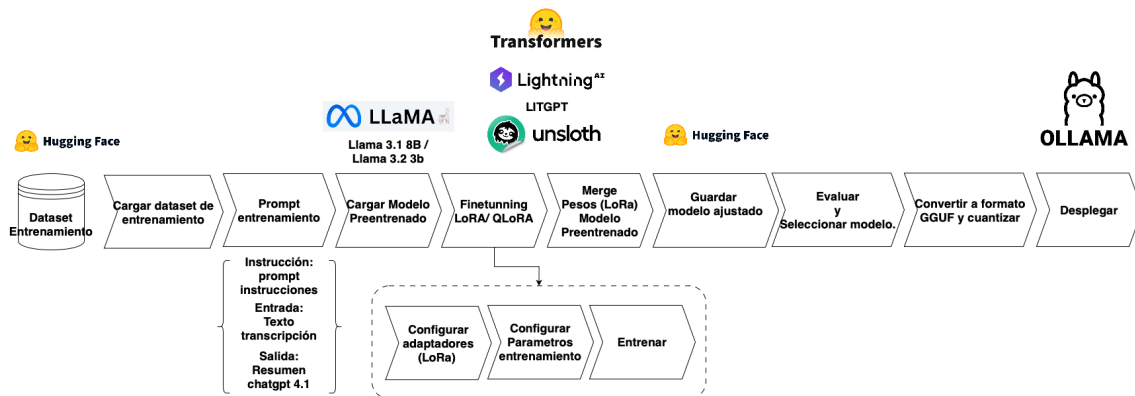 Transformers
Lightning AI
LITGPT
unsloth
LLaMA
Llama 3.1 8B /
Llama 3.2 3b
Hugging Face
Hugging Face
OLLAMA
Dataset
Entrenamiento
Cargar dataset de
entrenamiento
Prompt
entrenamiento
Cargar Modelo
Preentrenado
Finetunning
LoRA/ QLoRA
Merge
Pesos (LoRa)
Modelo
Preentrenado
Guardar
modelo ajustado
Evaluar
y
Seleccionar modelo.
Convertir a formato
GGUF y cuantizar
Desplegar
Instrucción:
prompt
instrucciones
Entrada:
Texto
transcripción
Salida:
Resumen
chatgpt 4.1
Configurar
adaptadores
(LoRa)
Configurar
Parametros
entrenamiento
Entrenar